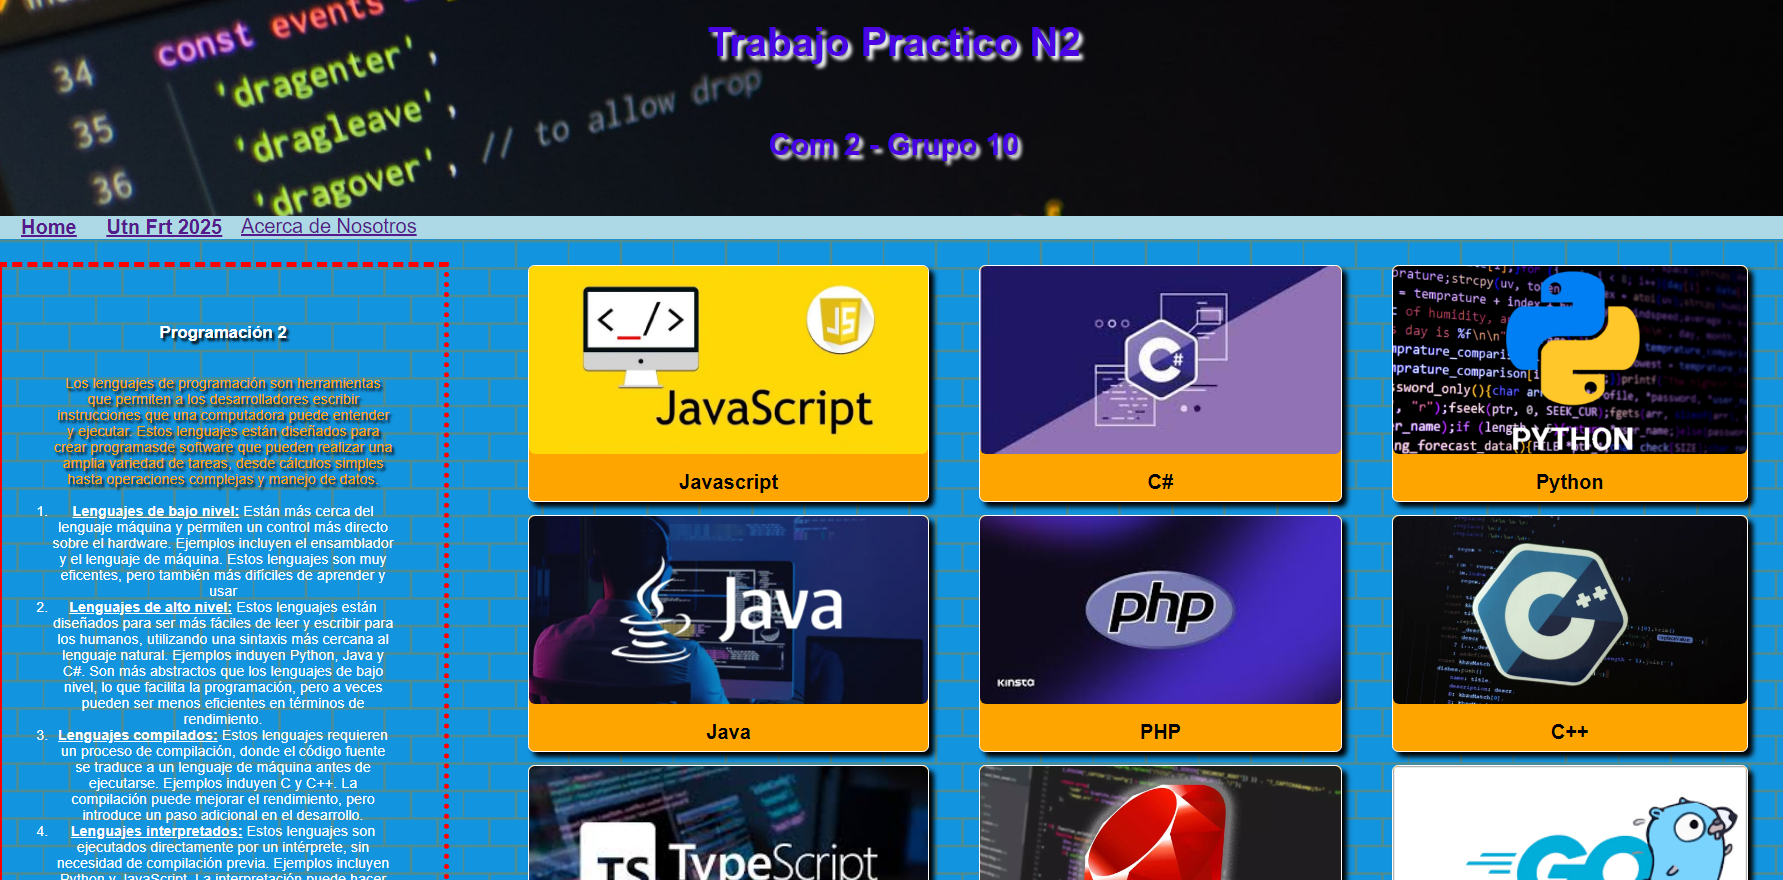 const events
34 'dragenter',
35 'dragleave', // to allow drop
36 'dragover',
Trabajo Practico N2
Com 2 - Grupo 10
Home Utn Frt 2025 Acerca de Nosotros
Programación 2
Los lenguajes de programación son herramientas
que permiten a los desarrolladores escribir
instrucciones que una computadora puede entender
y ejecutar. Estos lenguajes están diseñados para
crear programasde software que pueden realizar una
amplia variedad de tareas, desde cálculos simples
hasta operaciones complejas y manejo de datos.
1. Lenguajes de bajo nivel: Están más cerca del
lenguaje máquina y permiten un control más directo
sobre el hardware. Ejemplos incluyen el ensamblador
y el lenguaje de máquina. Estos lenguajes son muy
eficentes, pero también más difíciles de aprender y
usar
2. Lenguajes de alto nivel: Estos lenguajes están
diseñados para ser más fáciles de leer y escribir para
los humanos, utilizando una sintaxis más cercana al
lenguaje natural. Ejemplos induyen Python, Java y
C#. Son más abstractos que los lenguajes de bajo
nivel, lo que facilita la programación, pero a veces
pueden ser menos eficientes en términos de
rendimiento.
3. Lenguajes compilados: Estos lenguajes requieren
un proceso de compilación, donde el código fuente
se traduce a un lenguaje de máquina antes de
ejecutarse. Ejemplos induyen C y C++. La
compilación puede mejorar el rendimiento, pero
introduce un paso adicional en el desarrollo.
4. Lenguajes interpretados: Estos lenguajes son
ejecutados directamente por un intérprete, sin
necesidad de compilación previa. Ejemplos incluyen
Python y JavaScript. La interpretación puede hacer
</> JS
JavaScript
Javascript
C#
C#
PYTHON
Python
Java
Java
php
KINSTA
PHP
C++
C++
TS TypeScript
GO